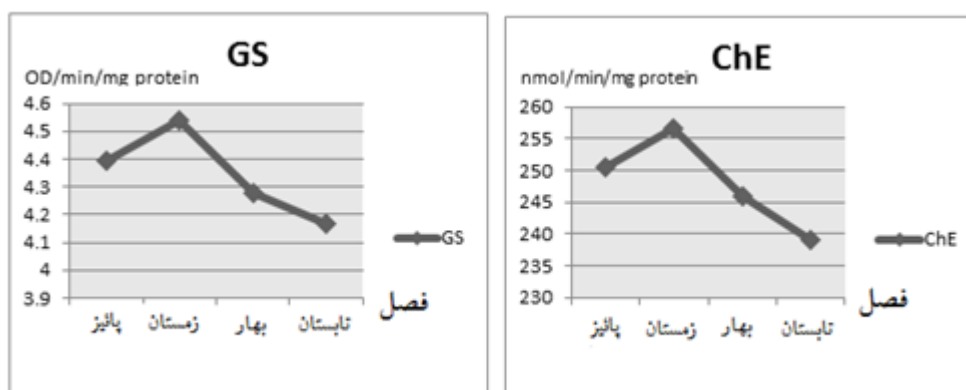 GS
OD/min/mg protein
4.6
4.5
4.4
4.3
4.2
4.1
4
3.9
پائیز زمستان بهار تابستان
فصل
GS
ChE
nmol/min/mg protein
260
255
250
245
240
235
230
پائیز زمستان بهار تابستان
فصل
ChE